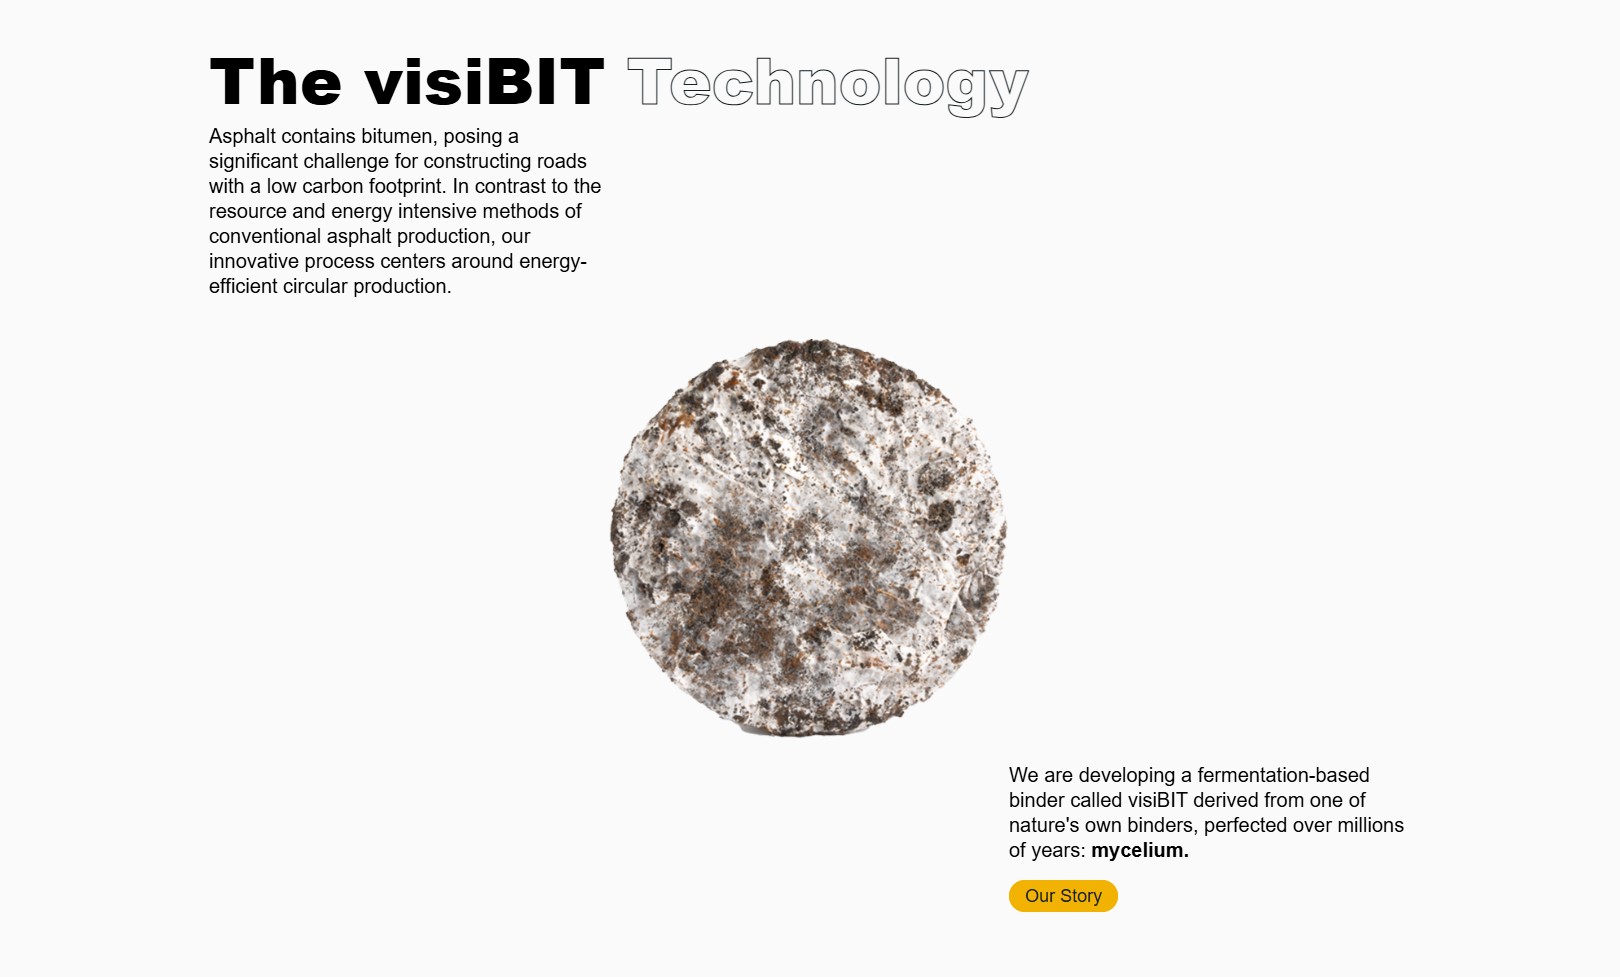 The visiBIT Technology
Asphalt contains bitumen, posing a
significant challenge for constructing roads
with a low carbon footprint. In contrast to the
resource and energy intensive methods of
conventional asphalt production, our
innovative process centers around energy-
efficient circular production.
We are developing a fermentation-based
binder called visiBIT derived from one of
nature's own binders, perfected over millions
of years: mycelium.
Our Story